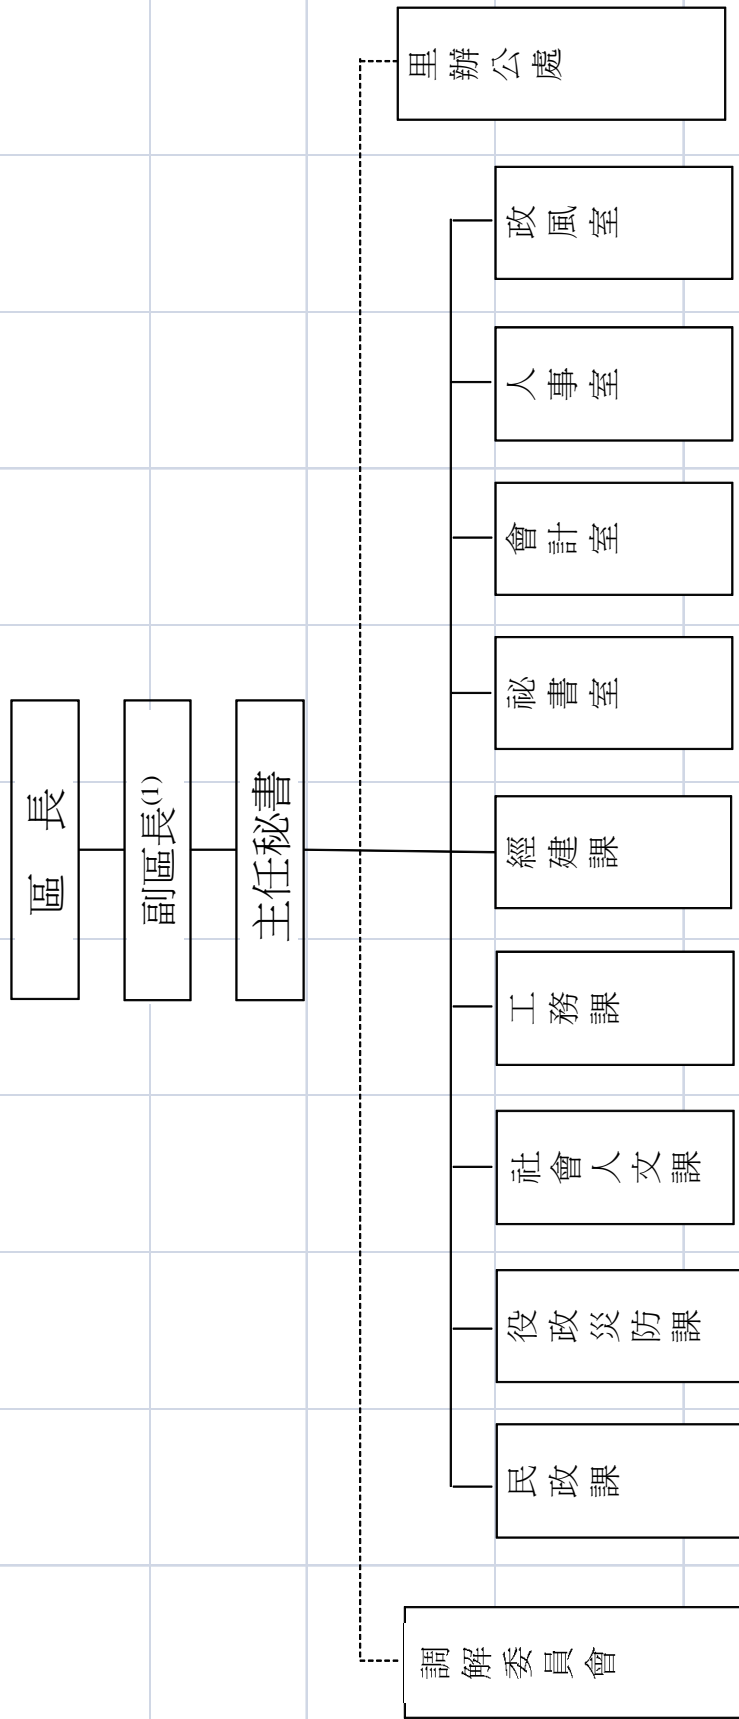 區 長
副區長(1)
主任秘書
調解委員會
民政課
役政災防課
社會人文課
工務課
經建課
祕書室
會計室
人事室
政風室
里辦公處